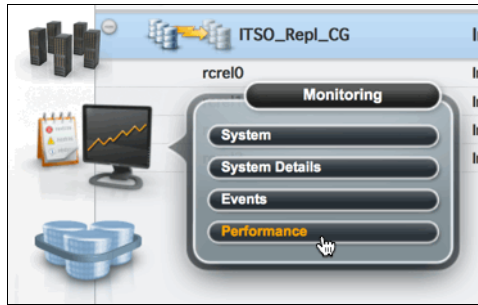 ITSO_Repl_CG
rcrel0
Monitoring
System
System Details
Events
Performance